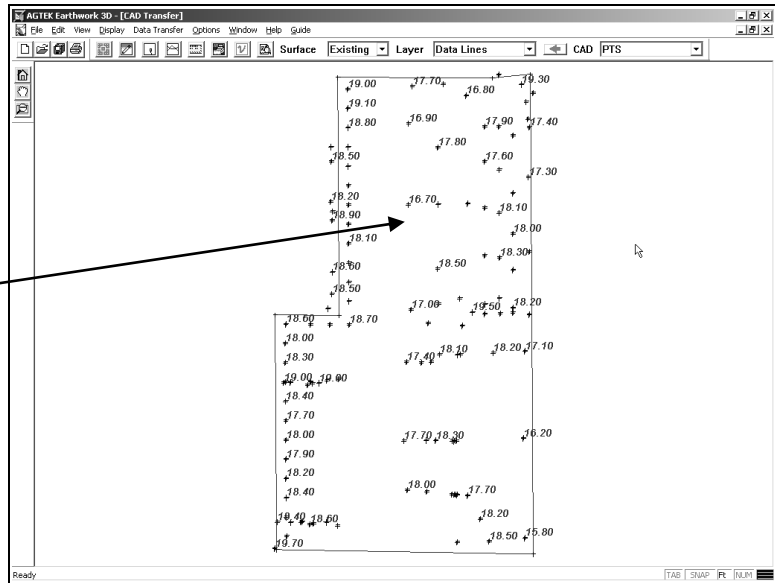 AGTEK Earthwork 3D - [CAD Transfer]
File Edit View Display Data Transfer Options Window Help Guide
Surface Existing Layer Data Lines CAD PTS
19.00 17.70 16.80 19.30
19.10
18.80 16.90 17.90 17.40
17.80
18.50 17.60
17.30
18.20 16.70
18.90 18.10
18.00
18.10
18.30
18.60 18.50
18.50
17.00 19.50 18.20
18.60 18.70
18.00
18.30 17.40 18.10 18.20 17.10
19.00 19.00
18.40
17.70
18.00 17.70 18.30 16.20
17.90
18.20
18.40 18.00 17.70
19.40 18.60 18.20
19.70 18.50 15.80
Ready TAB SNAP Ft NUM